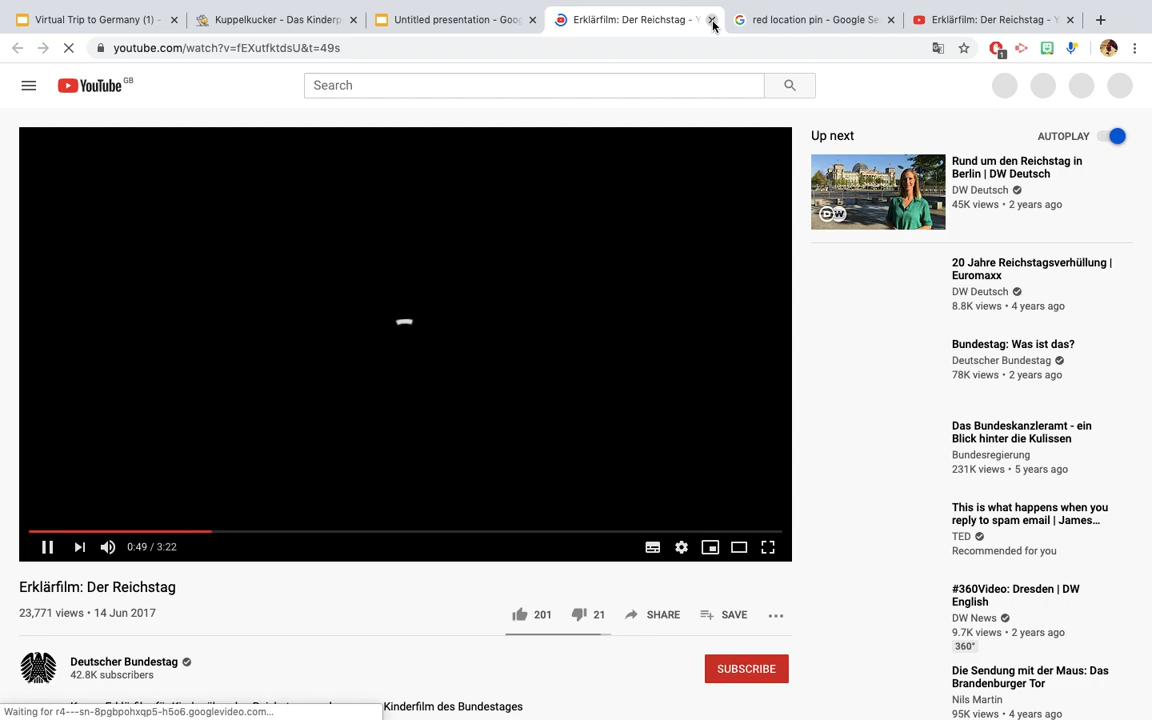 Virtual Trip to Germany (1) -
Kuppelkucker - Das Kinderp
Untitled presentation - Goog
Erklärfilm: Der Reichstag - Y
red location pin - Google Se
Erklärfilm: Der Reichstag - Y
youtube.com/watch?v=fEXutfktdsU&t=49s
1
YouTube GB
Search
Up next
AUTOPLAY
Rund um den Reichstag in
Berlin | DW Deutsch
DW Deutsch
45K views • 2 years ago
DW
20 Jahre Reichstagsverhüllung |
Euromaxx
DW Deutsch
8.8K views • 4 years ago
Bundestag: Was ist das?
Deutscher Bundestag
78K views • 2 years ago
Das Bundeskanzleramt - ein
Blick hinter die Kulissen
Bundesregierung
231K views • 5 years ago
This is what happens when you
reply to spam email | James...
TED
Recommended for you
#360Video: Dresden | DW
English
DW News
9.7K views • 2 years ago
360°
Die Sendung mit der Maus: Das
Brandenburger Tor
Nils Martin
95K views • 4 years ago
0:49 / 3:22
Erklärfilm: Der Reichstag
23,771 views • 14 Jun 2017
201
21
SHARE
SAVE
Deutscher Bundestag
42.8K subscribers
SUBSCRIBE
Kinderfilm des Bundestages
Waiting for r4---sn-8pgbpohxqp5-h5o6.googlevideo.com...